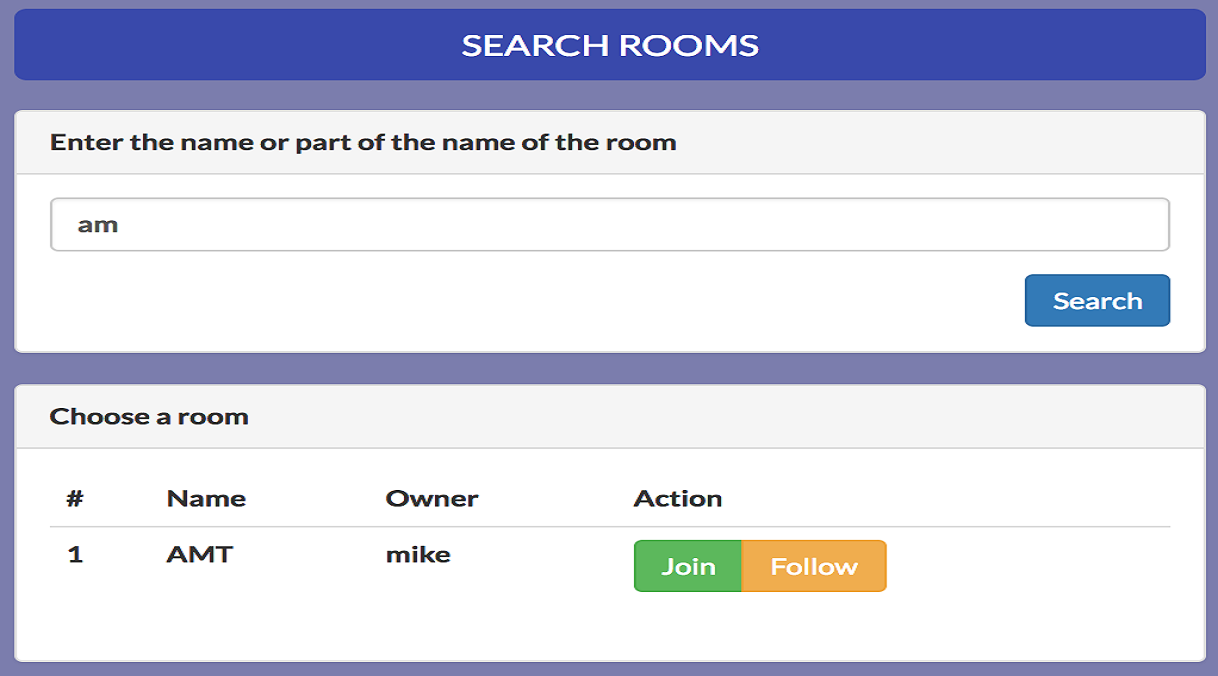 SEARCH ROOMS
Enter the name or part of the name of the room
am
Search
Choose a room
# Name Owner Action
1 AMT mike Join Follow